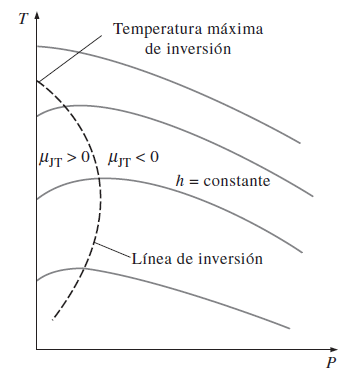 T
Temperatura máxima
de inversión
μJT > 0
μJT < 0
h = constante
Línea de inversión
P